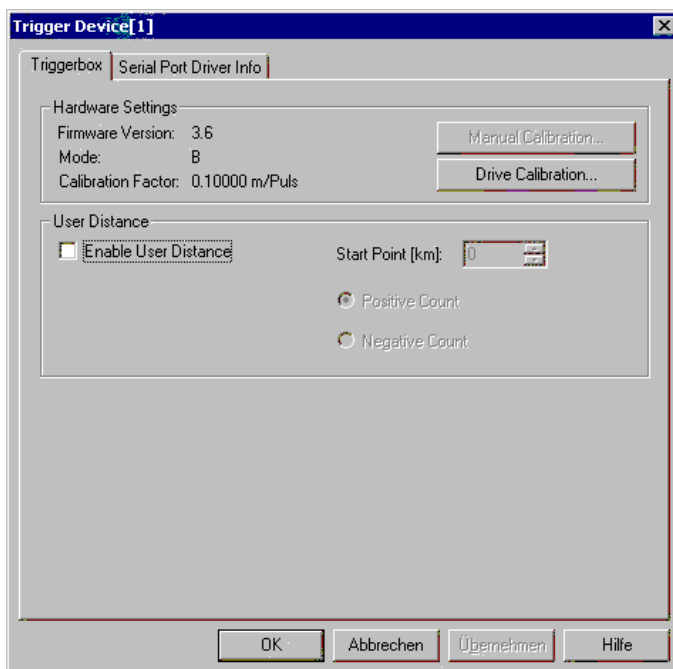 Trigger Device[1]
Triggerbox Serial Port Driver Info
Hardware Settings
Firmware Version: 3.6 Manual Calibration...
Mode: B
Calibration Factor: 0.10000 m/Puls Drive Calibration...
User Distance
Enable User Distance Start Point [km]: 0
Positive Count
Negative Count
OK Abbrechen Übernehmen Hilfe